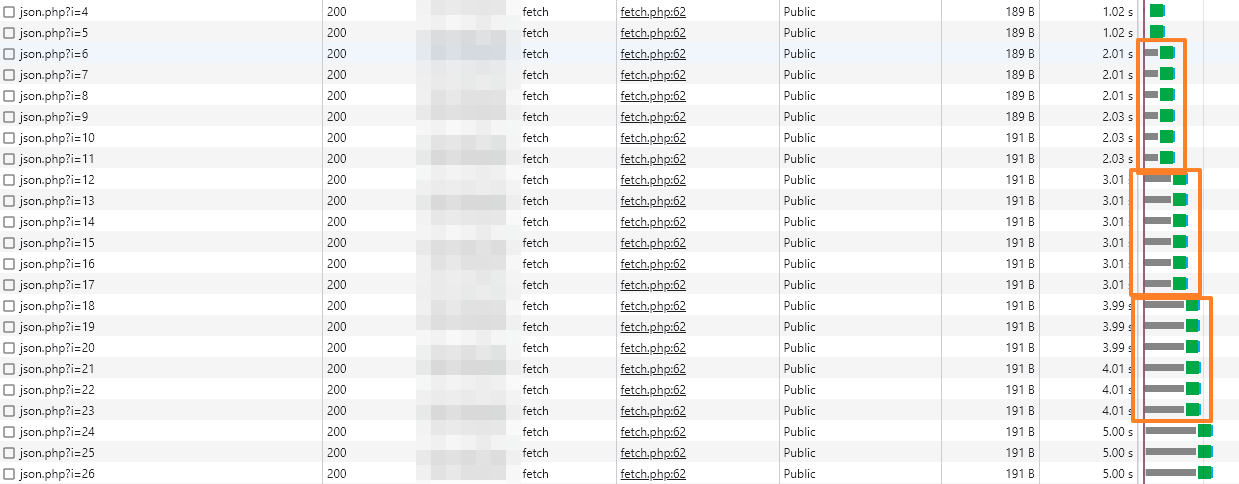 json.php?i=4 200 fetch fetch.php:62 Public 189 B 1.02 s
json.php?i=5 200 fetch fetch.php:62 Public 189 B 1.02 s
json.php?i=6 200 fetch fetch.php:62 Public 189 B 2.01 s
json.php?i=7 200 fetch fetch.php:62 Public 189 B 2.01 s
json.php?i=8 200 fetch fetch.php:62 Public 189 B 2.01 s
json.php?i=9 200 fetch fetch.php:62 Public 189 B 2.03 s
json.php?i=10 200 fetch fetch.php:62 Public 191 B 2.03 s
json.php?i=11 200 fetch fetch.php:62 Public 191 B 2.03 s
json.php?i=12 200 fetch fetch.php:62 Public 191 B 3.01 s
json.php?i=13 200 fetch fetch.php:62 Public 191 B 3.01 s
json.php?i=14 200 fetch fetch.php:62 Public 191 B 3.01 s
json.php?i=15 200 fetch fetch.php:62 Public 191 B 3.01 s
json.php?i=16 200 fetch fetch.php:62 Public 191 B 3.01 s
json.php?i=17 200 fetch fetch.php:62 Public 191 B 3.01 s
json.php?i=18 200 fetch fetch.php:62 Public 191 B 3.99 s
json.php?i=19 200 fetch fetch.php:62 Public 191 B 3.99 s
json.php?i=20 200 fetch fetch.php:62 Public 191 B 3.99 s
json.php?i=21 200 fetch fetch.php:62 Public 191 B 4.01 s
json.php?i=22 200 fetch fetch.php:62 Public 191 B 4.01 s
json.php?i=23 200 fetch fetch.php:62 Public 191 B 4.01 s
json.php?i=24 200 fetch fetch.php:62 Public 191 B 5.00 s
json.php?i=25 200 fetch fetch.php:62 Public 191 B 5.00 s
json.php?i=26 200 fetch fetch.php:62 Public 191 B 5.00 s